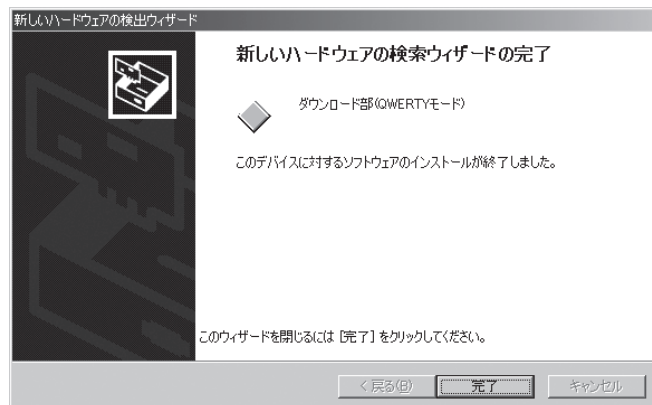 新しいハードウェアの検出ウィザード
新しいハードウェアの検索ウィザードの完了
ダウンロード部(QWERTYモード)
このデバイスに対するソフトウェアのインストールが終了しました。
このウィザードを閉じるには [完了] をクリックしてください。
< 戻る(B)
完了
キャンセル